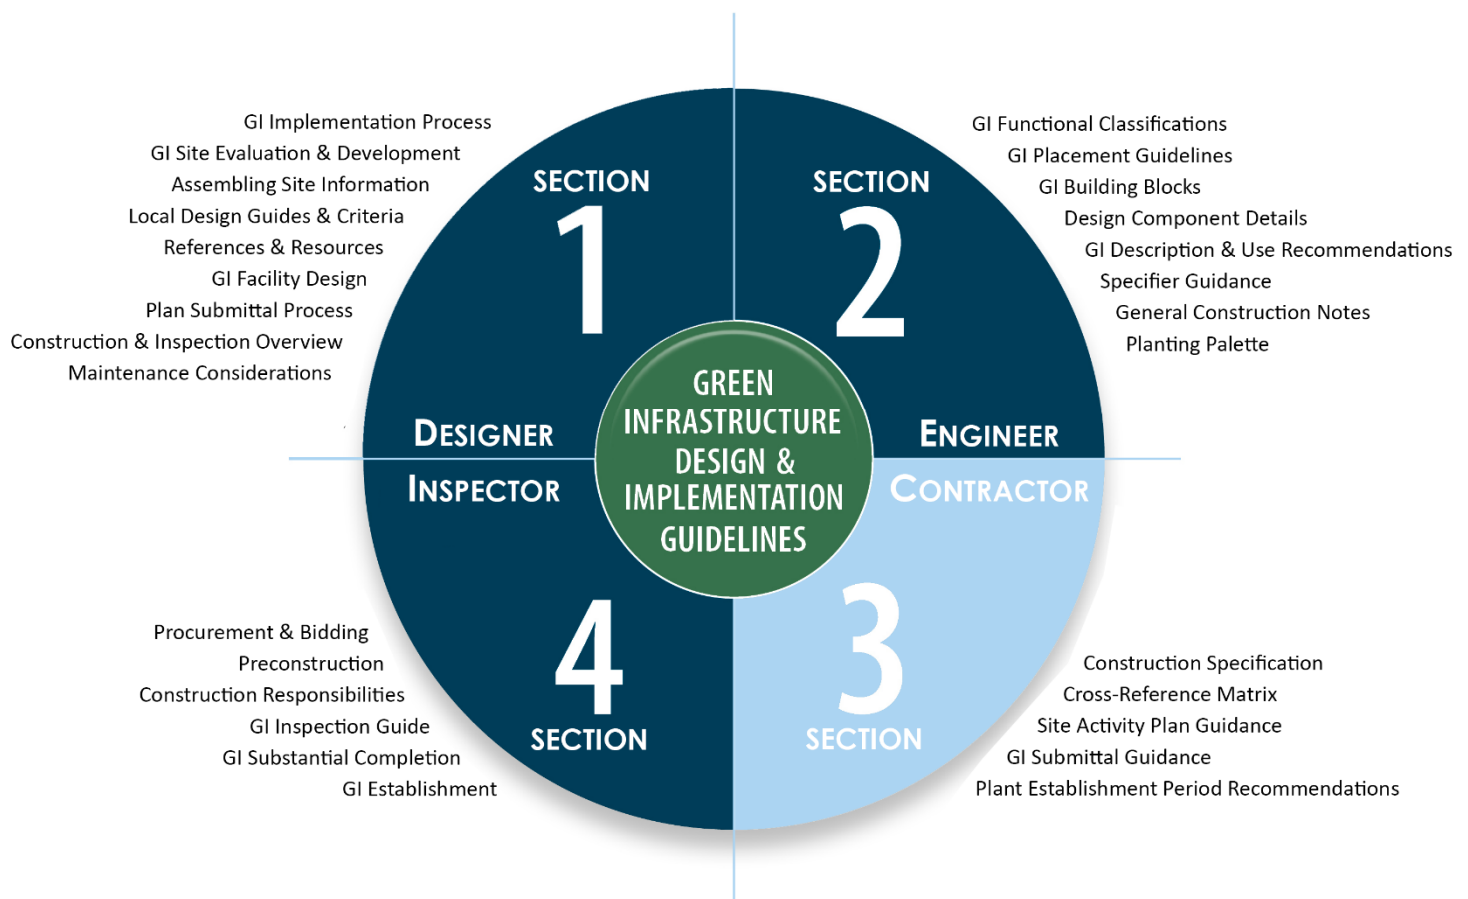 GI Implementation Process
GI Site Evaluation & Development
Assembling Site Information
Local Design Guides & Criteria
References & Resources
GI Facility Design
Plan Submittal Process
Construction & Inspection Overview
Maintenance Considerations
SECTION
1
DESIGNER
SECTION
2
ENGINEER
GI Functional Classifications
GI Placement Guidelines
GI Building Blocks
Design Component Details
GI Description & Use Recommendations
Specifier Guidance
General Construction Notes
Planting Palette
GREEN
INFRASTRUCTURE
DESIGN &
IMPLEMENTATION
GUIDELINES
INSPECTOR
4
SECTION
Procurement & Bidding
Preconstruction
Construction Responsibilities
GI Inspection Guide
GI Substantial Completion
GI Establishment
CONTRACTOR
3
SECTION
Construction Specification
Cross-Reference Matrix
Site Activity Plan Guidance
GI Submittal Guidance
Plant Establishment Period Recommendations